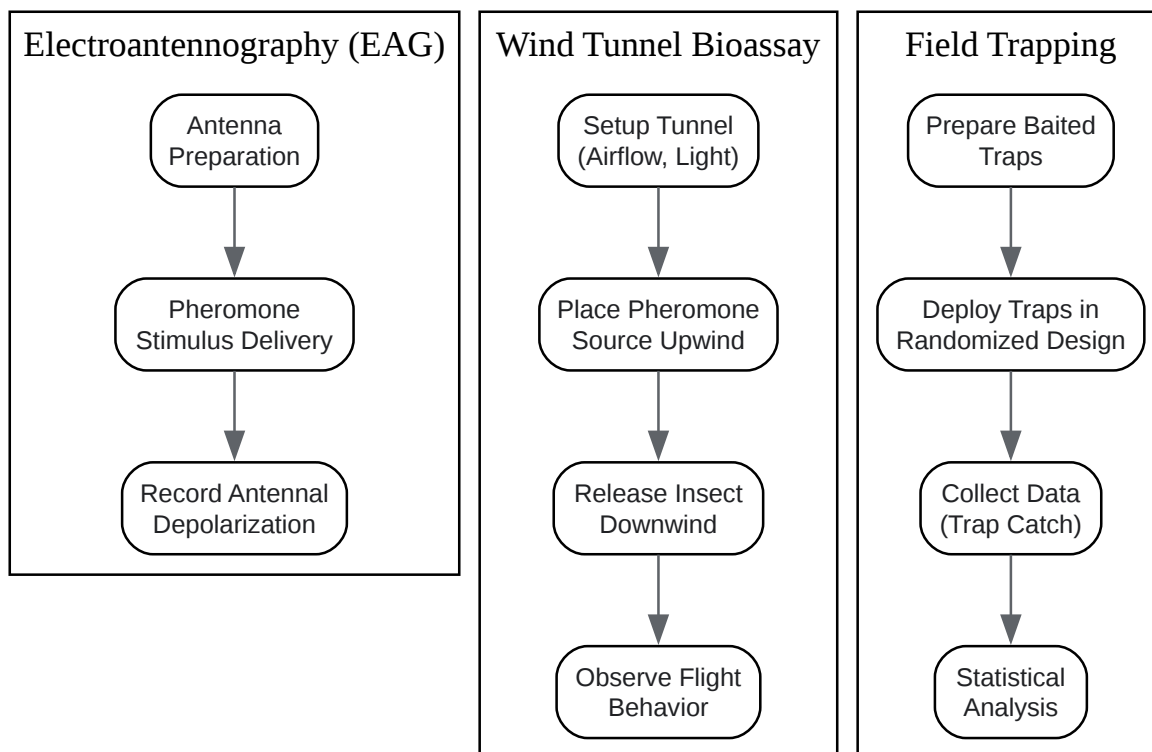 Electroantennography (EAG)
Antenna
Preparation
Pheromone
Stimulus Delivery
Record Antennal
Depolarization
Wind Tunnel Bioassay
Setup Tunnel
(Airflow, Light)
Place Pheromone
Source Upwind
Release Insect
Downwind
Observe Flight
Behavior
Field Trapping
Prepare Baited
Traps
Deploy Traps in
Randomized Design
Collect Data
(Trap Catch)
Statistical
Analysis